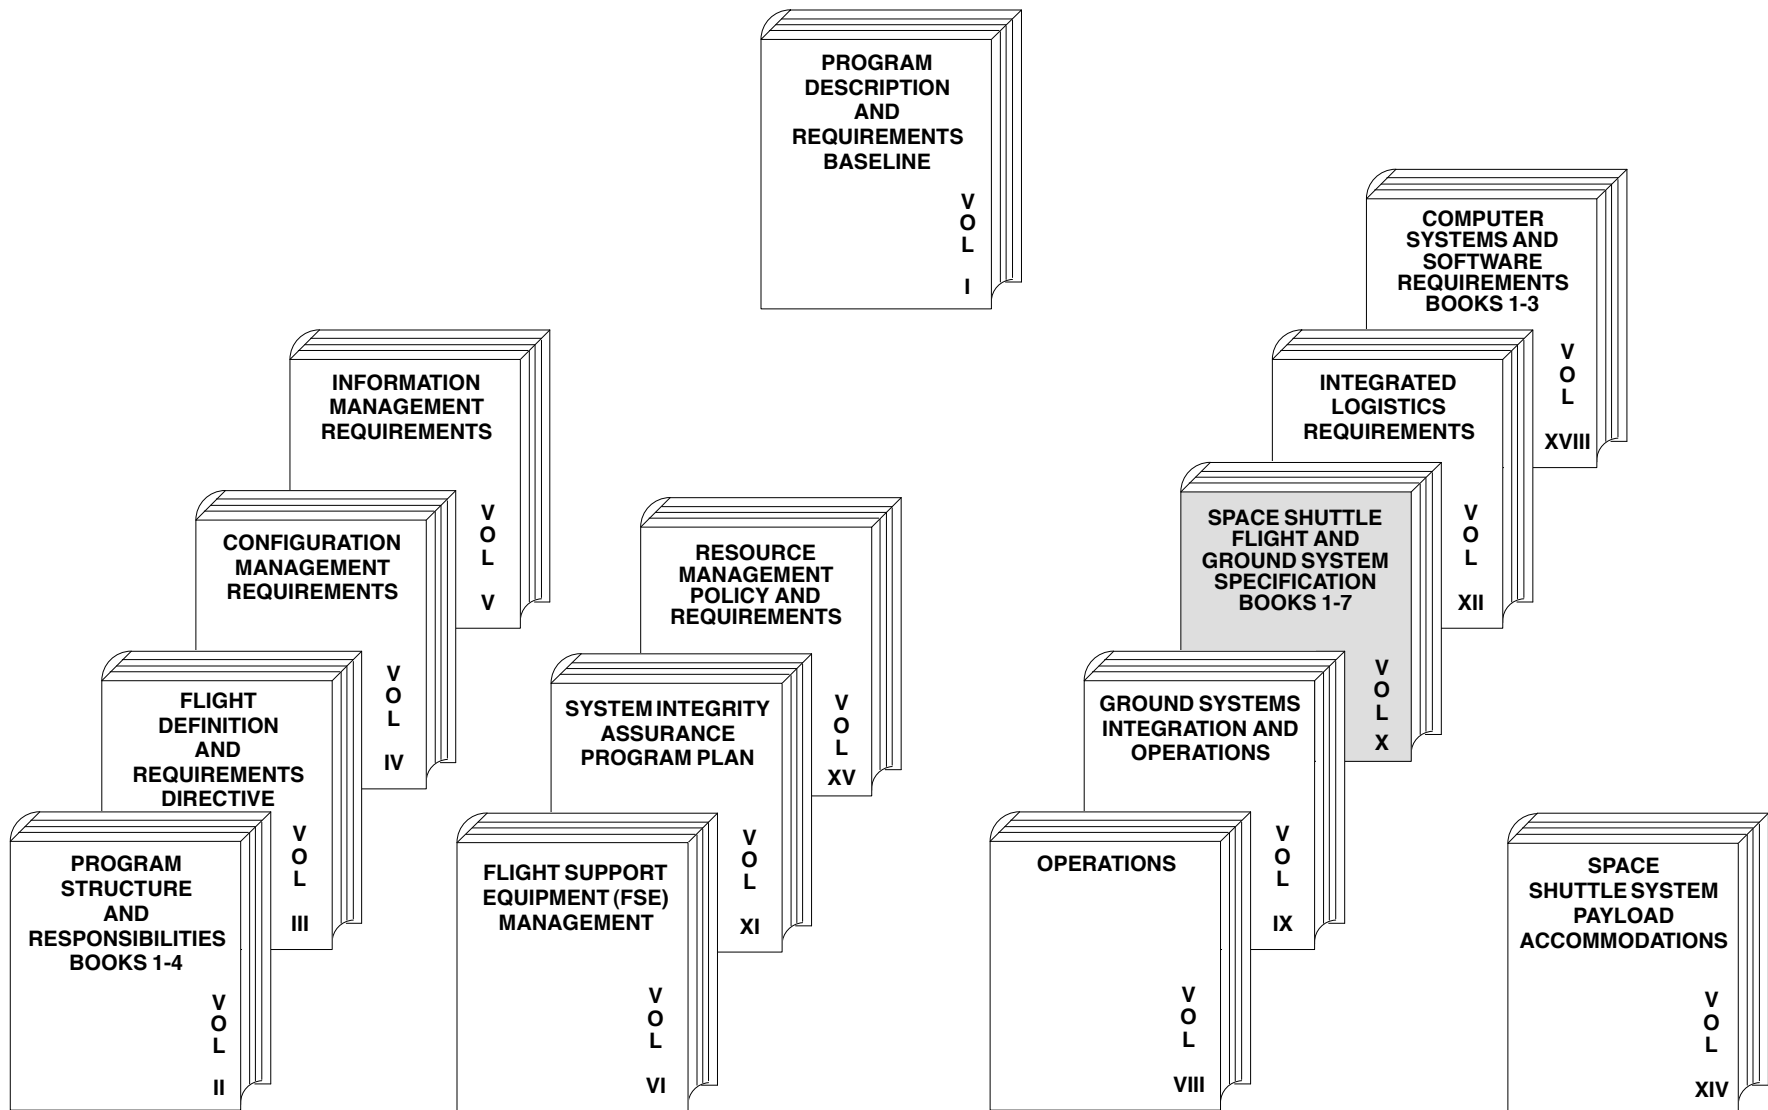 PROGRAM
DESCRIPTION
AND
REQUIREMENTS
BASELINE
V
O
L
I
COMPUTER
SYSTEMS AND
SOFTWARE
REQUIREMENTS
BOOKS 1-3
V
O
L
XVIII
INFORMATION
MANAGEMENT
REQUIREMENTS
V
O
L
V
INTEGRATED
LOGISTICS
REQUIREMENTS
V
O
L
XII
CONFIGURATION
MANAGEMENT
REQUIREMENTS
V
O
L
IV
RESOURCE
MANAGEMENT
POLICY AND
REQUIREMENTS
V
O
L
XV
SPACE SHUTTLE
FLIGHT AND
GROUND SYSTEM
SPECIFICATION
BOOKS 1-7
V
O
L
X
FLIGHT
DEFINITION
AND
REQUIREMENTS
DIRECTIVE
V
O
L
III
SYSTEM INTEGRITY
ASSURANCE
PROGRAM PLAN
V
O
L
XI
GROUND SYSTEMS
INTEGRATION AND
OPERATIONS
V
O
L
IX
PROGRAM
STRUCTURE
AND
RESPONSIBILITIES
BOOKS 1-4
V
O
L
II
FLIGHT SUPPORT
EQUIPMENT (FSE)
MANAGEMENT
V
O
L
VI
OPERATIONS
V
O
L
VIII
SPACE
SHUTTLE SYSTEM
PAYLOAD
ACCOMMODATIONS
V
O
L
XIV